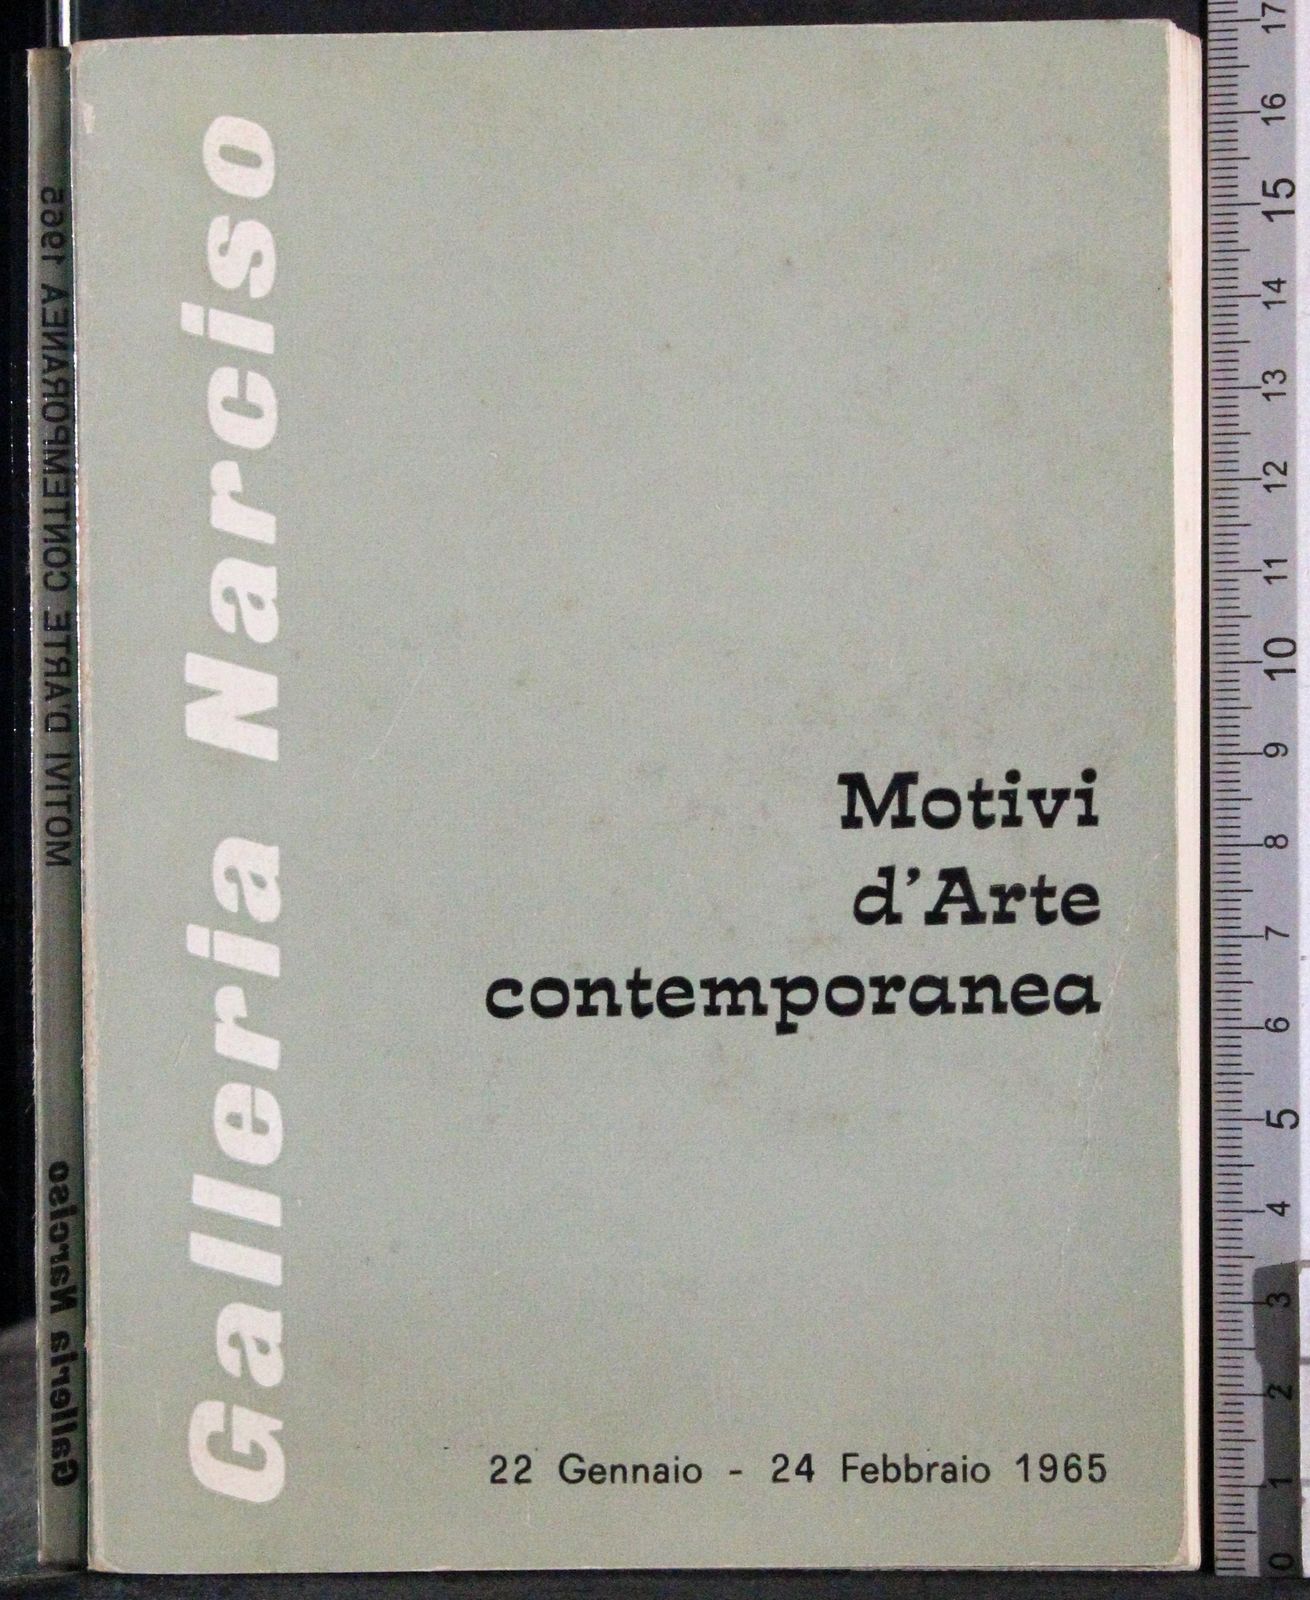 Galleria Narciso
Motivi
d'Arte
contemporanea
22 Gennaio - 24 Febbraio 1965
MOTIVI D'ARTE CONTEMPORANEA 1965
Galleria Narciso
17
16
15
14
13
12
11
10
9
8
7
6
5
4
3
2
1
0